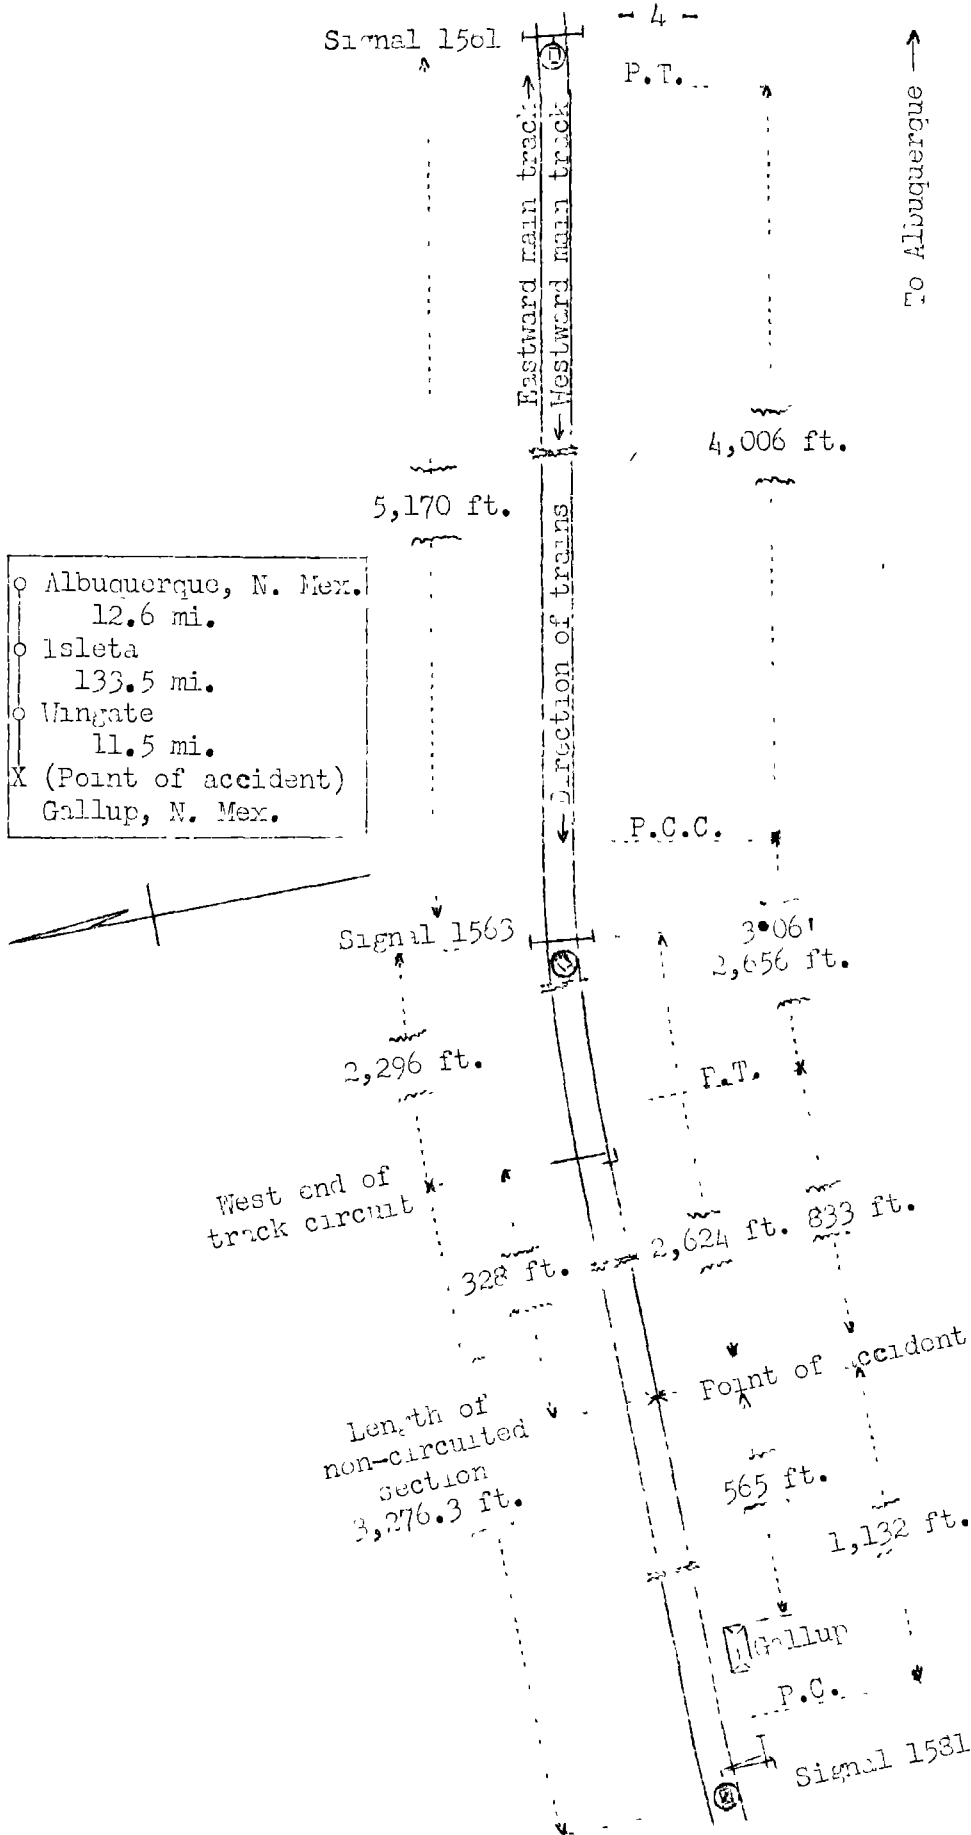 - 4 -
Signal 1561
P.T.
To Albuquerque
Eastward main track
Westward main track
4,006 ft.
5,170 ft.
Direction of trains
Albuquerque, N. Mex.
12.6 mi.
Isleta
133.5 mi.
Wingate
11.5 mi.
X (Point of accident)
Gallup, N. Mex.
P.C.C.
Signal 1563
3°06'
2,656 ft.
2,296 ft.
P.T.
West end of
track circuit
328 ft.
2,624 ft.
833 ft.
Point of accident
Length of
non-circuited
section
3,276.3 ft.
565 ft.
1,132 ft.
Gallup
P.C.
Signal 1581